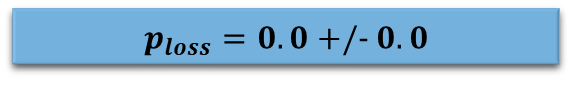 p_loss = 0.0 +/- 0.0